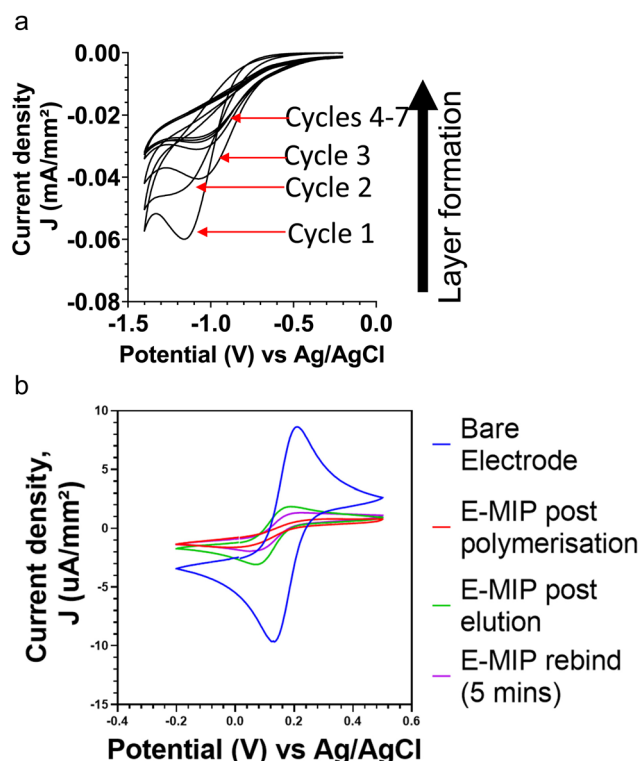 a
0.00
-0.02
-0.04
-0.06
-0.08
Current density
J (mA/mm²)
Cycles 4-7
Cycle 3
Cycle 2
Cycle 1
Layer formation
-1.5
-1.0
-0.5
0.0
Potential (V) vs Ag/AgCl
b
10
5
0
-5
-10
-15
Current density,
J (uA/mm²)
-0.4
-0.2
0.0
0.2
0.4
0.6
Potential (V) vs Ag/AgCl
Bare
Electrode
E-MIP post
polymerisation
E-MIP post
elution
E-MIP rebind
(5 mins)